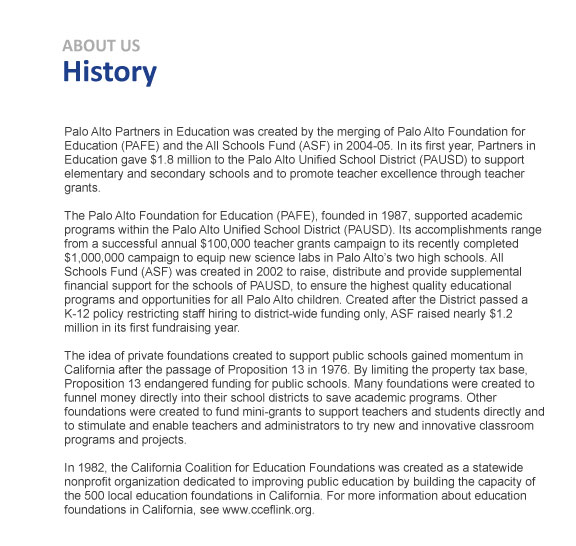 ABOUT US
History
Palo Alto Partners in Education was created by the merging of Palo Alto Foundation for
Education (PAFE) and the All Schools Fund (ASF) in 2004-05. In its first year, Partners in
Education gave $1.8 million to the Palo Alto Unified School District (PAUSD) to support
elementary and secondary schools and to promote teacher excellence through teacher
grants.
The Palo Alto Foundation for Education (PAFE), founded in 1987, supported academic
programs within the Palo Alto Unified School District (PAUSD). Its accomplishments range
from a successful annual $100,000 teacher grants campaign to its recently completed
$1,000,000 campaign to equip new science labs in Palo Alto's two high schools. All
Schools Fund (ASF) was created in 2002 to raise, distribute and provide supplemental
financial support for the schools of PAUSD, to ensure the highest quality educational
programs and opportunities for all Palo Alto children. Created after the District passed a
K-12 policy restricting staff hiring to district-wide funding only, ASF raised nearly $1.2
million in its first fundraising year.
The idea of private foundations created to support public schools gained momentum in
California after the passage of Proposition 13 in 1976. By limiting the property tax base,
Proposition 13 endangered funding for public schools. Many foundations were created to
funnel money directly into their school districts to save academic programs. Other
foundations were created to fund mini-grants to support teachers and students directly and
to stimulate and enable teachers and administrators to try new and innovative classroom
programs and projects.
In 1982, the California Coalition for Education Foundations was created as a statewide
nonprofit organization dedicated to improving public education by building the capacity of
the 500 local education foundations in California. For more information about education
foundations in California, see www.cceflink.org.